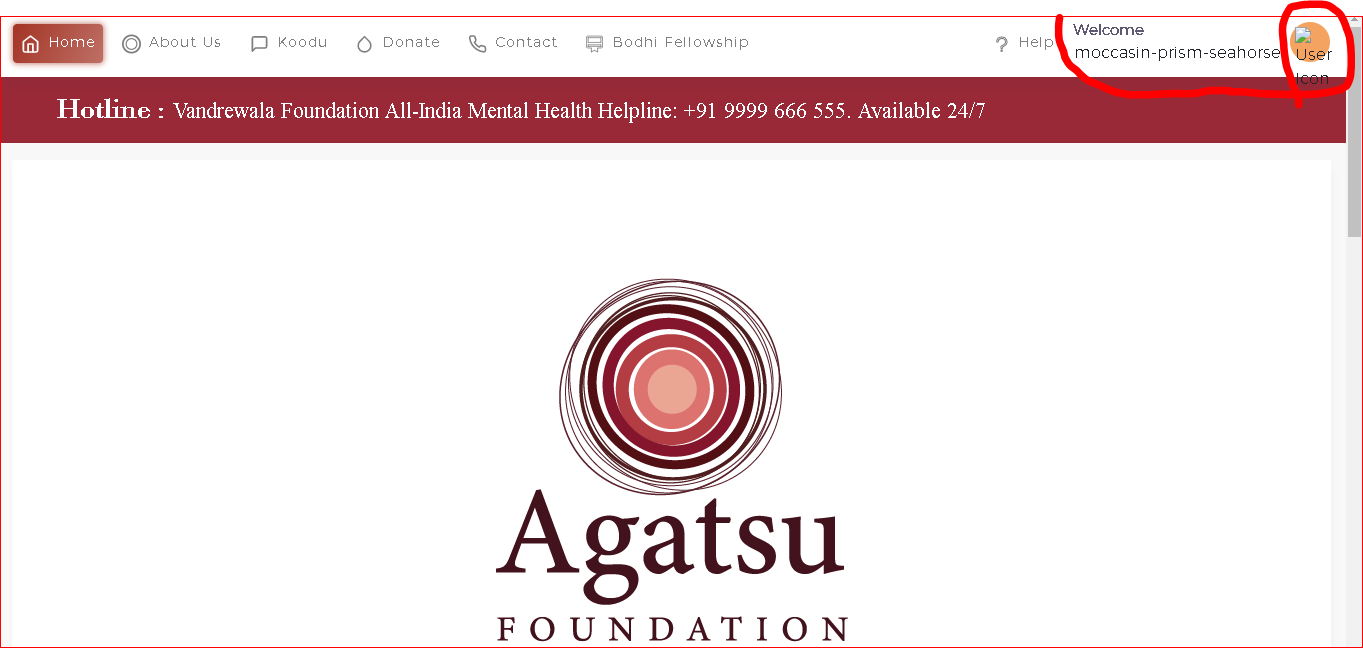 Home About Us Koodu Donate Contact Bodhi Fellowship ? Help Welcome
moccasin-prism-seahorse User
Icon
Hotline : Vandrewala Foundation All-India Mental Health Helpline: +91 9999 666 555. Available 24/7
Agatsu
FOUNDATION